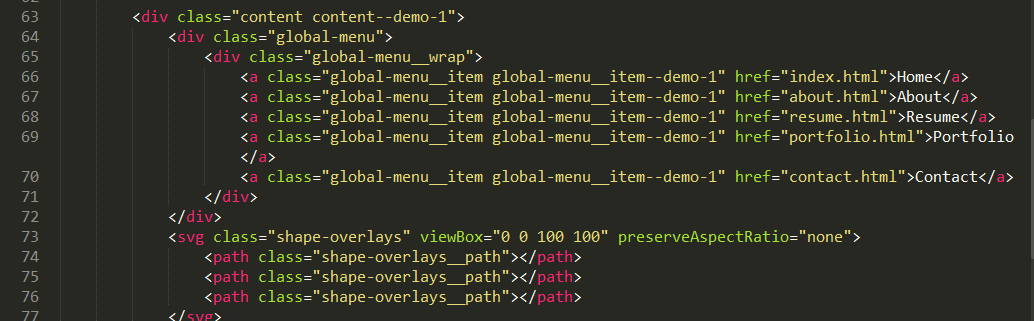 63 <div class="content content--demo-1">
64 <div class="global-menu">
65 <div class="global-menu__wrap">
66 <a class="global-menu__item global-menu__item--demo-1" href="index.html">Home</a>
67 <a class="global-menu__item global-menu__item--demo-1" href="about.html">About</a>
68 <a class="global-menu__item global-menu__item--demo-1" href="resume.html">Resume</a>
69 <a class="global-menu__item global-menu__item--demo-1" href="portfolio.html">Portfolio
</a>
70 <a class="global-menu__item global-menu__item--demo-1" href="contact.html">Contact</a>
71 </div>
72 </div>
73 <svg class="shape-overlays" viewBox="0 0 100 100" preserveAspectRatio="none">
74 <path class="shape-overlays__path"></path>
75 <path class="shape-overlays__path"></path>
76 <path class="shape-overlays__path"></path>
77 </svg>